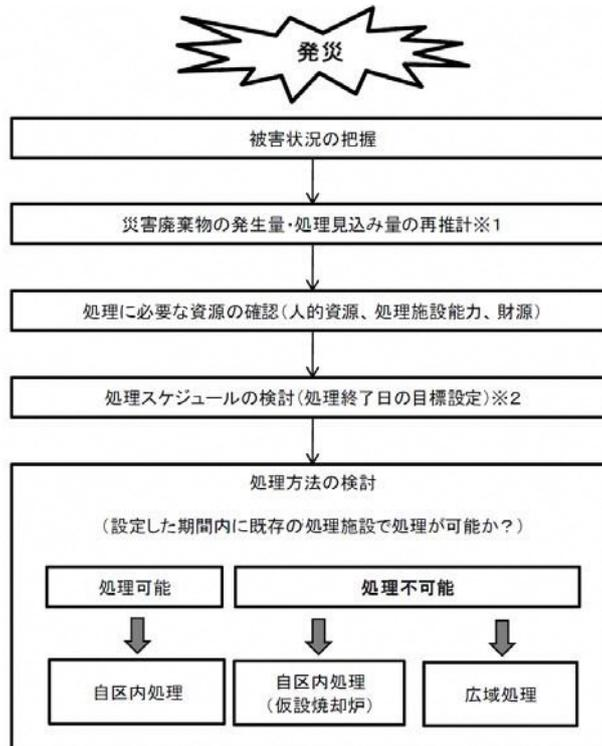 発災
被害状況の把握
災害廃棄物の発生量・処理見込み量の再推計※1
処理に必要な資源の確認(人的資源、処理施設能力、財源)
処理スケジュールの検討(処理終了日の目標設定)※2
処理方法の検討
(設定した期間内に既存の処理施設で処理が可能か?)
処理可能
処理不可能
自区内処理
自区内処理
(仮設焼却炉)
広域処理